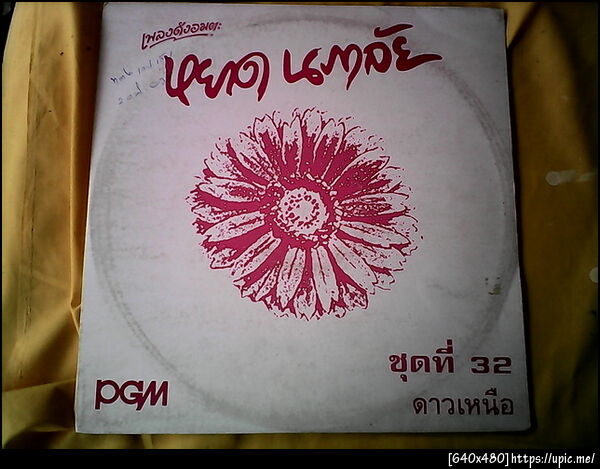 เพลงดังอมตะ
หยาด นภาลัย
ชุดที่ 32
PGM
ดาวเหนือ
[640x480]https://upic.me/